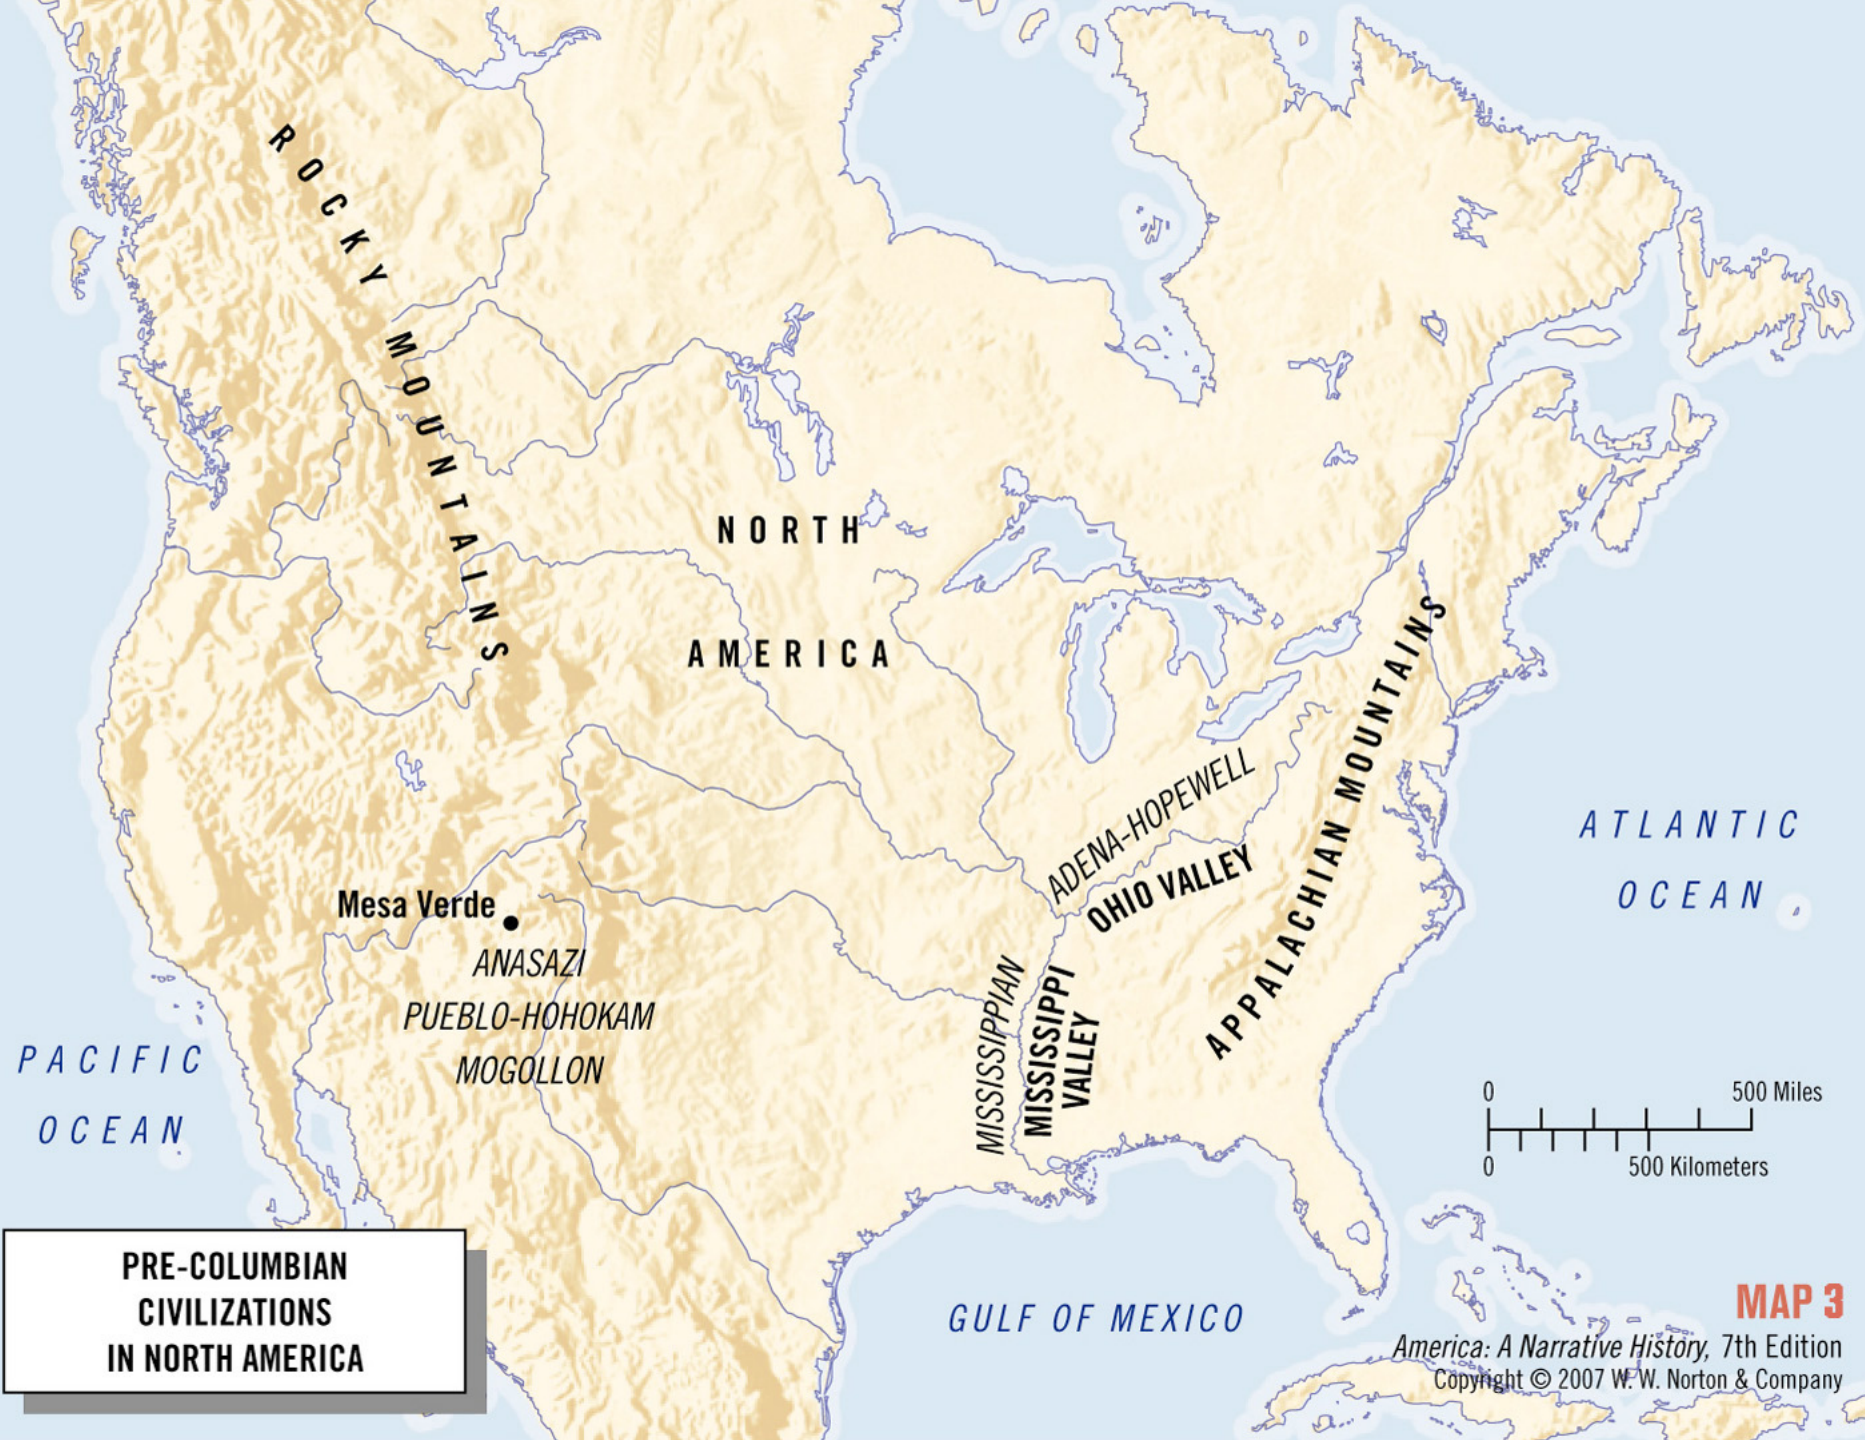 ROCKY MOUNTAINS
NORTH
AMERICA
ADENA-HOPEWELL
OHIO VALLEY
APPALACHIAN MOUNTAINS
ATLANTIC
OCEAN
Mesa Verde
ANASAZI
PUEBLO-HOHOKAM
MOGOLLON
MISSISSIPPIAN
MISSISSIPPI
VALLEY
PACIFIC
OCEAN
0 500 Miles
0 500 Kilometers
GULF OF MEXICO
PRE-COLUMBIAN
CIVILIZATIONS
IN NORTH AMERICA
MAP 3
America: A Narrative History, 7th Edition
Copyright © 2007 W. W. Norton & Company